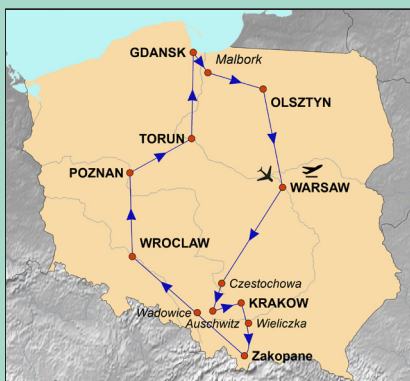 GDANSK
Malbork
OLSZTYN
TORUN
POZNAN
WARSAW
WROCLAW
Czestochowa
KRAKOW
Wadowice
Auschwitz
Wieliczka
Zakopane